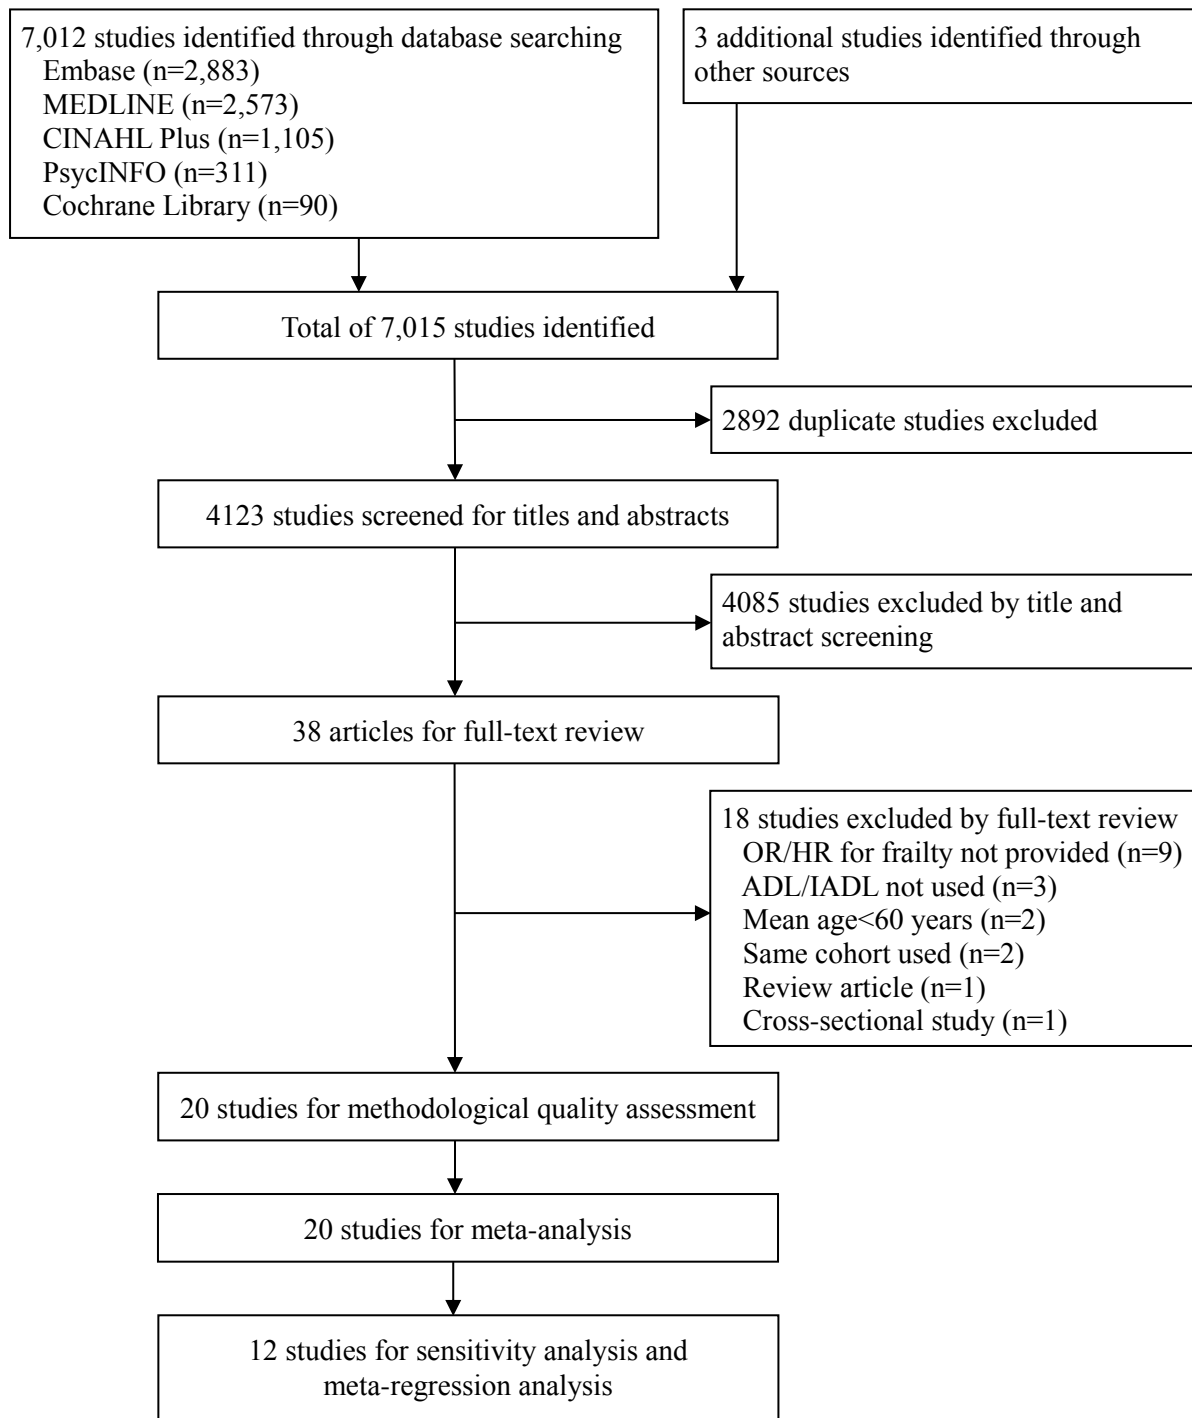 7,012 studies identified through database searching
Embase (n=2,883)
MEDLINE (n=2,573)
CINAHL Plus (n=1,105)
PsycINFO (n=311)
Cochrane Library (n=90)
3 additional studies identified through
other sources
Total of 7,015 studies identified
2892 duplicate studies excluded
4123 studies screened for titles and abstracts
4085 studies excluded by title and
abstract screening
38 articles for full-text review
18 studies excluded by full-text review
OR/HR for frailty not provided (n=9)
ADL/IADL not used (n=3)
Mean age<60 years (n=2)
Same cohort used (n=2)
Review article (n=1)
Cross-sectional study (n=1)
20 studies for methodological quality assessment
20 studies for meta-analysis
12 studies for sensitivity analysis and
meta-regression analysis